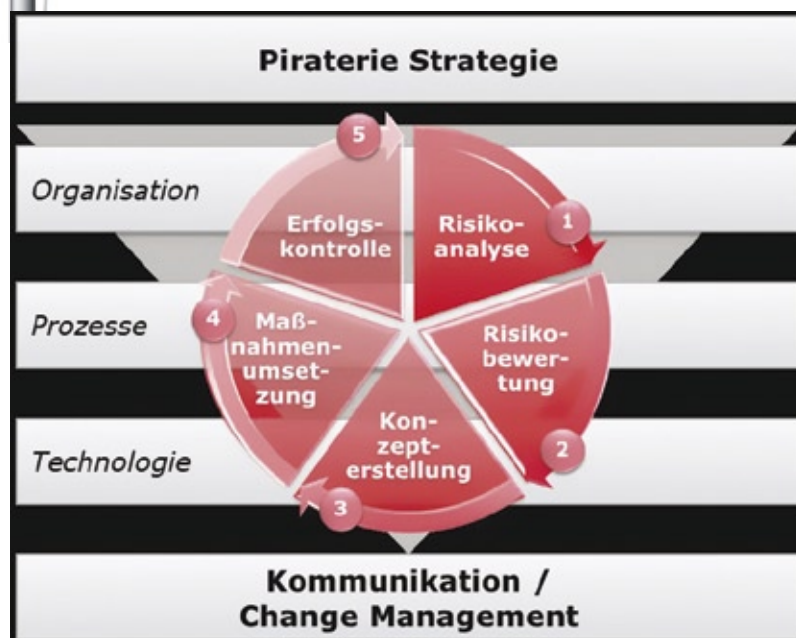 Piraterie Strategie
Organisation
Prozesse
Technologie
1
Risiko-
analyse
2
Risiko-
bewer-
tung
3
Kon-
zept-
erstellung
4
Maß-
nahmen-
umset-
zung
5
Erfolgs-
kontrolle
Kommunikation /
Change Management